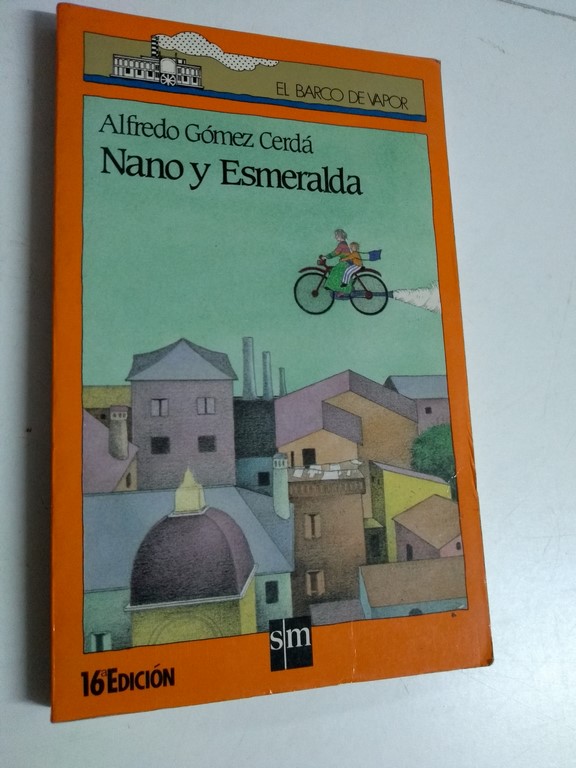 EL BARCO DE VAPOR
Alfredo Gómez Cerdá
Nano y Esmeralda
sm
16ª EDICIÓN